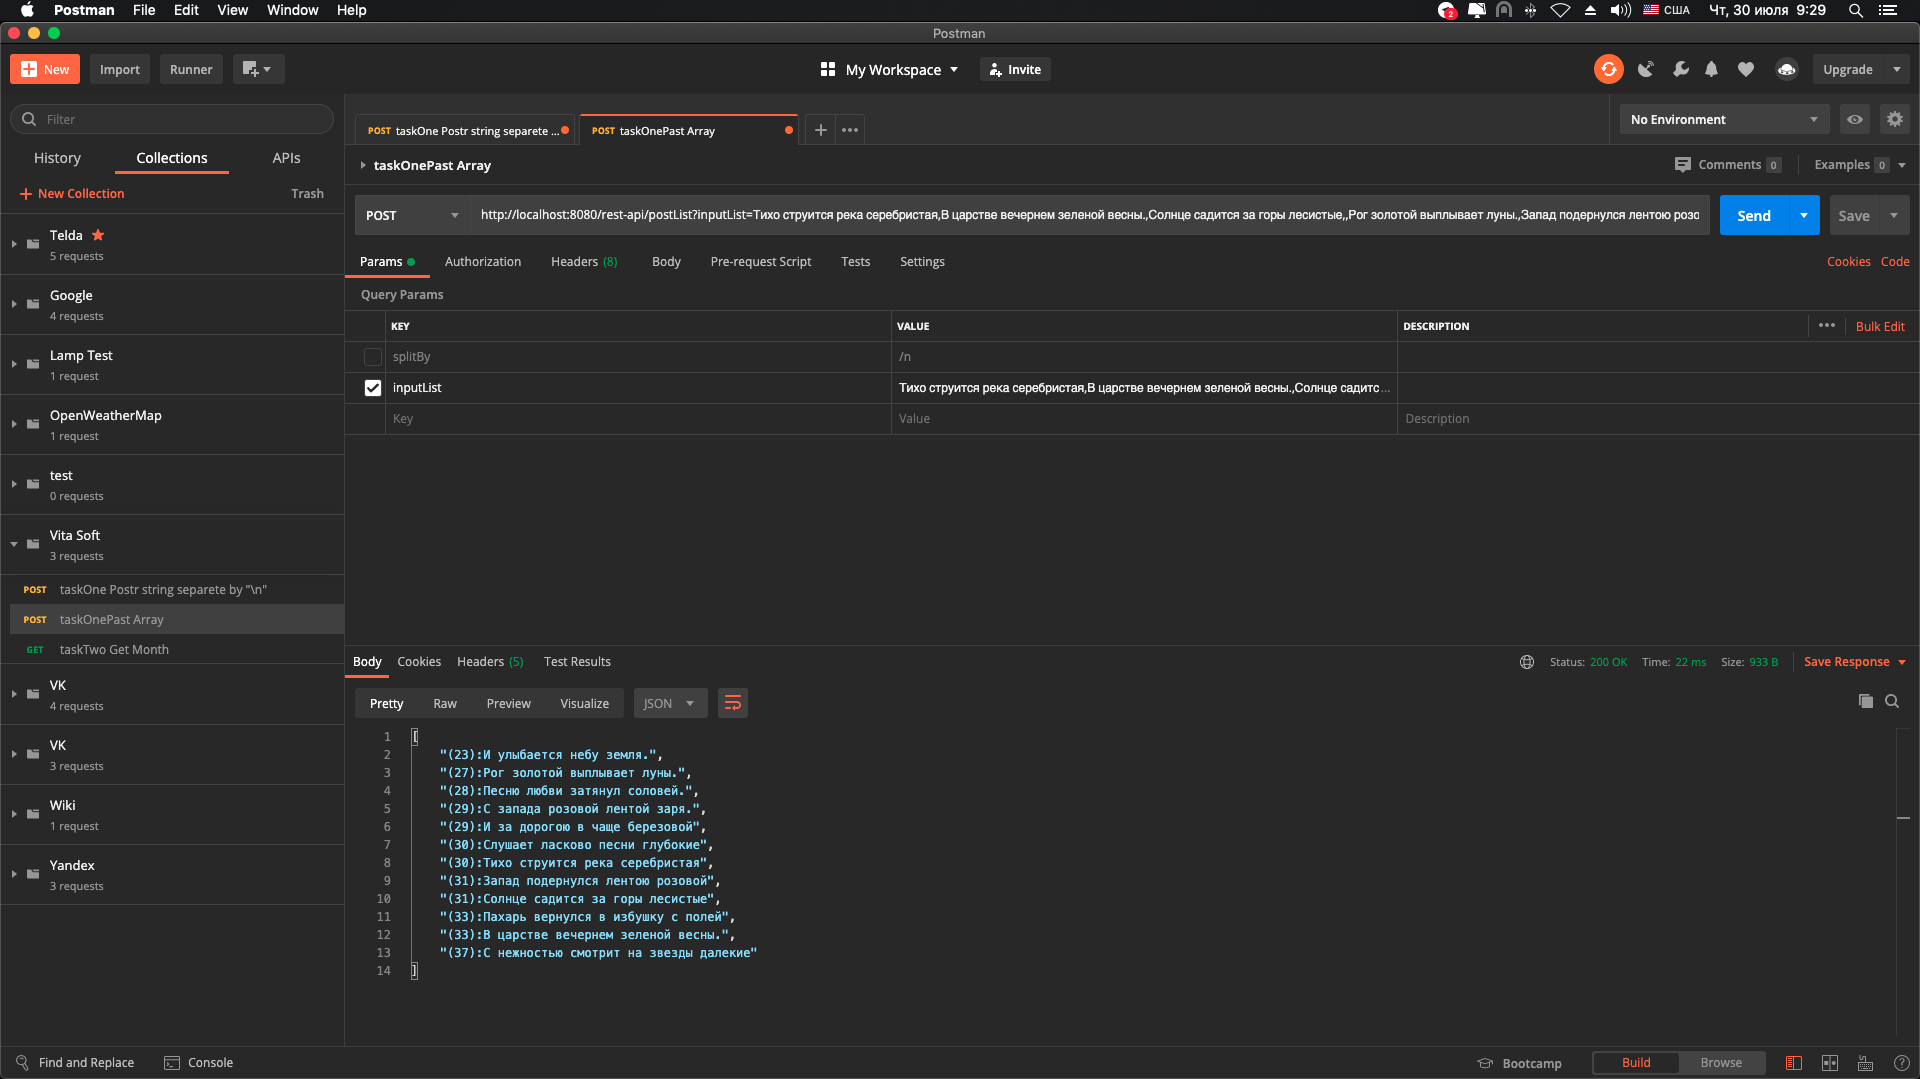 Postman File Edit View Window Help
2 США Чт, 30 июля 9:29
Postman
New Import Runner
My Workspace Invite
Upgrade
Filter
History Collections APIs
New Collection Trash
Telda
5 requests
Google
4 requests
Lamp Test
1 request
OpenWeatherMap
1 request
test
0 requests
Vita Soft
3 requests
POST taskOne Postr string separete by "\n"
POST taskOnePast Array
GET taskTwo Get Month
VK
4 requests
VK
3 requests
Wiki
1 request
Yandex
3 requests
POST taskOne Postr string separete ...
POST taskOnePast Array
No Environment
taskOnePast Array
Comments 0 Examples 0
POST http://localhost:8080/rest-api/postList?inputList=Тихо струится река серебристая,В царстве вечернем зеленой весны.,Солнце садится за горы лесистые,,Рог золотой выплывает луны.,Запад подернулся лентою розо
Send Save
Params Authorization Headers (8) Body Pre-request Script Tests Settings
Cookies Code
Query Params
KEY VALUE DESCRIPTION
Bulk Edit
splitBy /n
inputList Тихо струится река серебристая,В царстве вечернем зеленой весны.,Солнце садитс...
Key Value Description
Body Cookies Headers (5) Test Results
Status: 200 OK Time: 22 ms Size: 933 B Save Response
Pretty Raw Preview Visualize JSON
1 [
2 "(23):И улыбается небу земля.",
3 "(27):Рог золотой выплывает луны.",
4 "(28):Песню любви затянул соловей.",
5 "(29):С запада розовой лентой заря.",
6 "(29):И за дорогою в чаще березовой",
7 "(30):Слушает ласково песни глубокие",
8 "(30):Тихо струится река серебристая",
9 "(31):Запад подернулся лентою розовой",
10 "(31):Солнце садится за горы лесистые",
11 "(33):Пахарь вернулся в избушку с полей",
12 "(33):В царстве вечернем зеленой весны.",
13 "(37):С нежностью смотрит на звезды далекие"
14 ]
Find and Replace Console
Bootcamp Build Browse